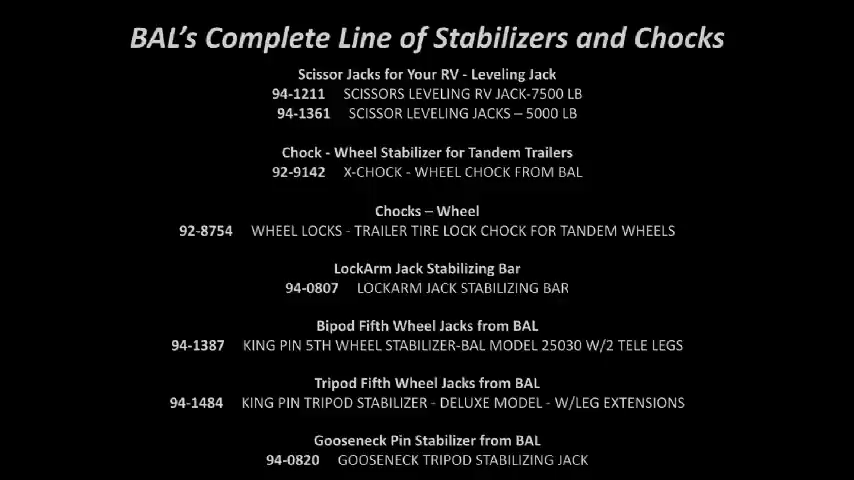 BAL’s Complete Line of Stabilizers and Chocks
Scissor Jacks for Your RV - Leveling Jack
94-1211 SCISSORS LEVELING RV JACK-7500 LB
94-1361 SCISSOR LEVELING JACKS – 5000 LB
Chock - Wheel Stabilizer for Tandem Trailers
92-9142 X-CHOCK - WHEEL CHOCK FROM BAL
Chocks – Wheel
92-8754 WHEEL LOCKS - TRAILER TIRE LOCK CHOCK FOR TANDEM WHEELS
LockArm Jack Stabilizing Bar
94-0807 LOCKARM JACK STABILIZING BAR
Bipod Fifth Wheel Jacks from BAL
94-1387 KING PIN 5TH WHEEL STABILIZER-BAL MODEL 25030 W/2 TELE LEGS
Tripod Fifth Wheel Jacks from BAL
94-1484 KING PIN TRIPOD STABILIZER - DELUXE MODEL - W/LEG EXTENSIONS
Gooseneck Pin Stabilizer from BAL
94-0820 GOOSENECK TRIPOD STABILIZING JACK